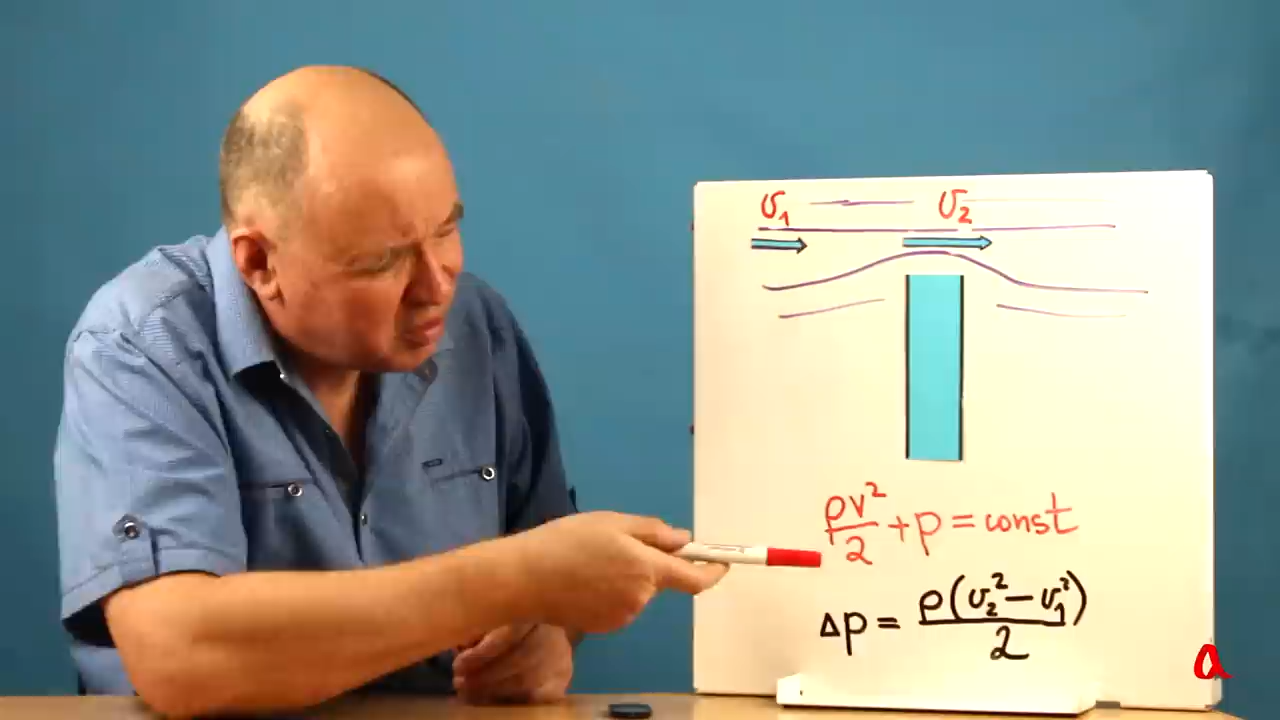 υ₁ υ₂
ρv²/2 + p = const
Δp = ρ(υ₂² − υ₁²)/2
a